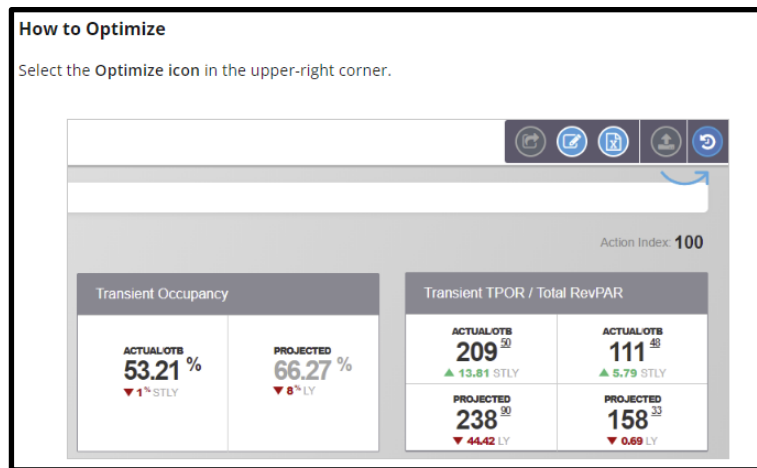 How to Optimize
Select the Optimize icon in the upper-right corner.
Action Index: 100
Transient Occupancy
ACTUAL/OTB
53.21 %
▼ 1% STLY
PROJECTED
66.27 %
▼ 8% LY
Transient TPOR / Total RevPAR
ACTUAL/OTB
209 50
▲ 13.81 STLY
ACTUAL/OTB
111 48
▲ 5.79 STLY
PROJECTED
238 90
▼ 44.42 LY
PROJECTED
158 33
▼ 0.69 LY